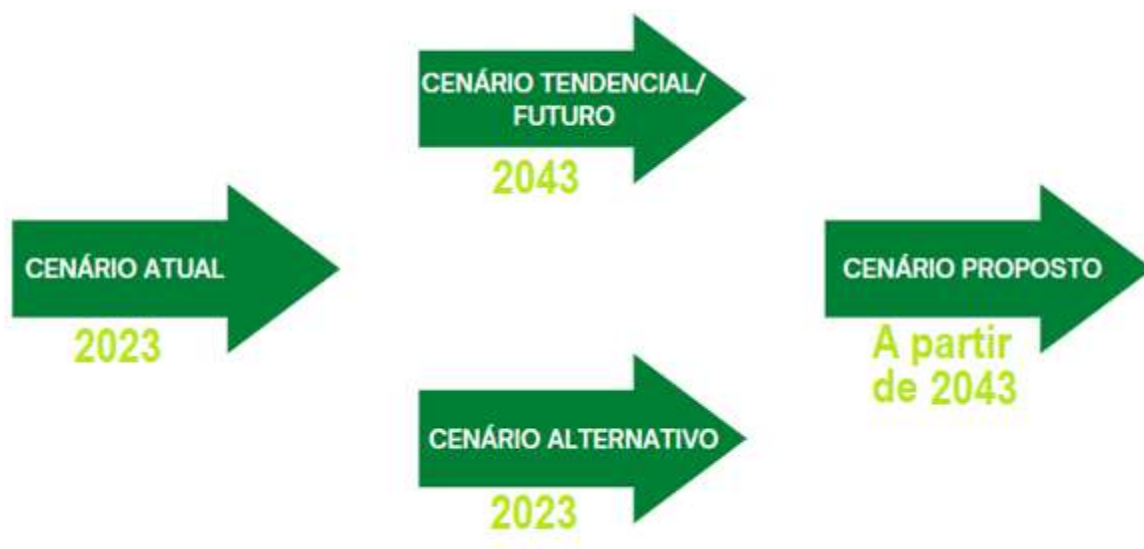 CENÁRIO TENDENCIAL/
FUTURO
2043
CENÁRIO ATUAL
2023
CENÁRIO PROPOSTO
A partir
de 2043
CENÁRIO ALTERNATIVO
2023